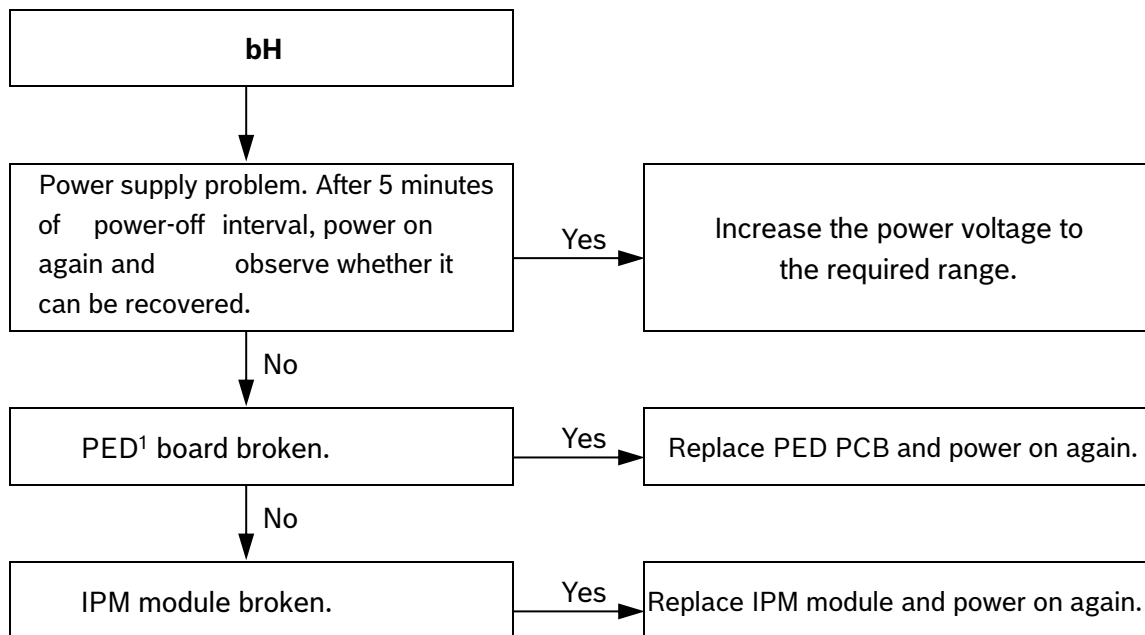 bH
Power supply problem. After 5 minutes
of power-off interval, power on
again and observe whether it
can be recovered.
Yes
Increase the power voltage to
the required range.
No
PED¹ board broken.
Yes
Replace PED PCB and power on again.
No
IPM module broken.
Yes
Replace IPM module and power on again.